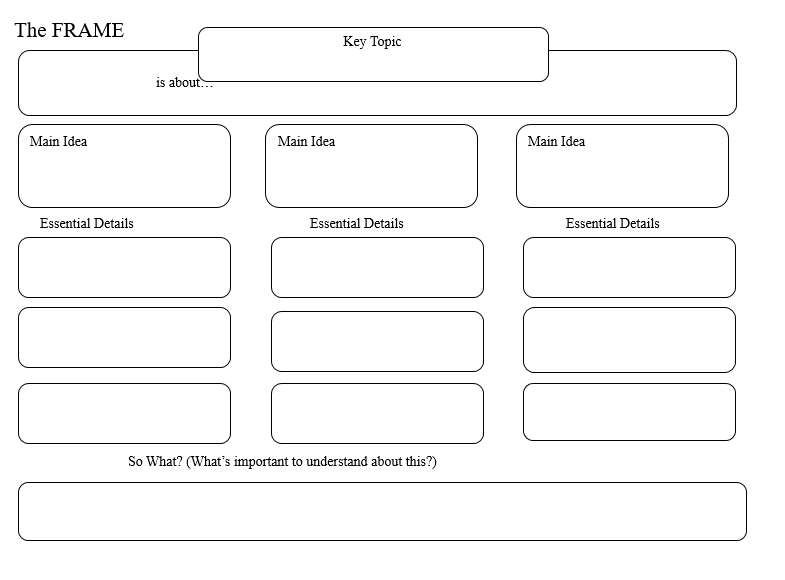 The FRAME
Key Topic
is about…
Main Idea
Main Idea
Main Idea
Essential Details
Essential Details
Essential Details
So What? (What’s important to understand about this?)